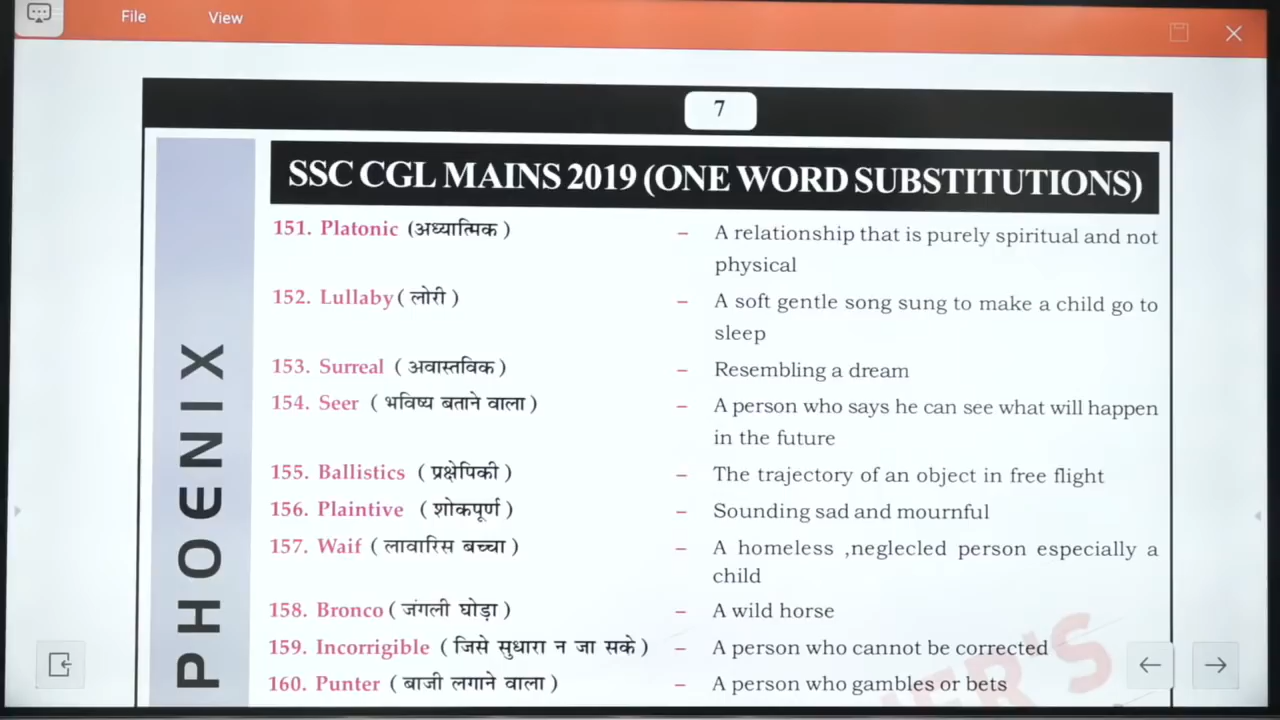 File View
7
SSC CGL MAINS 2019 (ONE WORD SUBSTITUTIONS)
151. Platonic (अध्यात्मिक ) – A relationship that is purely spiritual and not
physical
152. Lullaby ( लोरी ) – A soft gentle song sung to make a child go to
sleep
153. Surreal ( अवास्तविक ) – Resembling a dream
154. Seer ( भविष्य बताने वाला ) – A person who says he can see what will happen
in the future
155. Ballistics ( प्रक्षेपिकी ) – The trajectory of an object in free flight
156. Plaintive ( शोकपूर्ण ) – Sounding sad and mournful
157. Waif ( लावारिस बच्चा ) – A homeless ,neglecled person especially a
child
158. Bronco ( जंगली घोड़ा ) – A wild horse
159. Incorrigible ( जिसे सुधारा न जा सके ) – A person who cannot be corrected
160. Punter ( बाजी लगाने वाला ) – A person who gambles or bets
PHOENIX